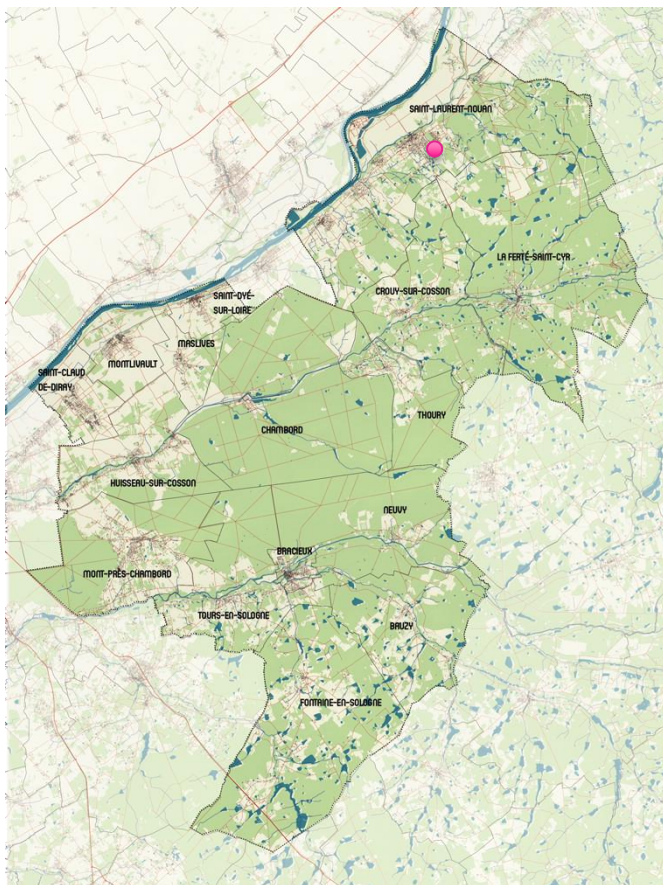 SAINT-LAURENT-NOUAN
LA FERTÉ-SAINT-CYR
CROUY-SUR-COSSON
SAINT-DYÉ-
SUR-LOIRE
MASLIVES
MONTLIVAULT
SAINT-CLAUD
DE-DIRAY
THOURY
CHAMBORD
HUISSEAU-SUR-COSSON
NEUVY
BRACIEUX
MONT-PRÈS-CHAMBORD
TOURS-EN-SOLOGNE
BAUZY
FONTAINE-EN-SOLOGNE